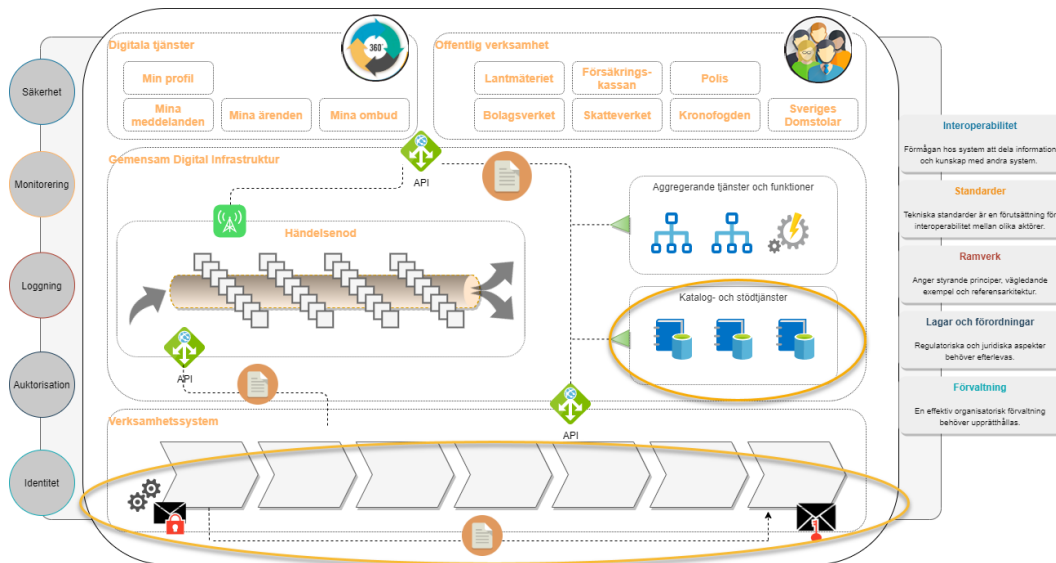 Digitala tjänster
360°
Min profil
Mina
meddelanden
Mina ärenden
Mina ombud
Offentlig verksamhet
Lantmäteriet
Försäkrings-
kassan
Polis
Bolagsverket
Skatteverket
Kronofogden
Sveriges
Domstolar
Säkerhet
Monitorering
Loggning
Auktorisation
Identitet
Gemensam Digital Infrastruktur
API
Händelsenod
API
Aggregerande tjänster och funktioner
Katalog- och stödtjänster
API
Verksamhetssystem
Interoperabilitet
Förmågan hos system att dela information
och kunskap med andra system.
Standarder
Tekniska standarder är en förutsättning för
interoperabilitet mellan olika aktörer.
Ramverk
Anger styrande principer, vägledande
exempel och referensarkitektur.
Lagar och förordningar
Regulatoriska och juridiska aspekter
behöver efterlevas.
Förvaltning
En effektiv organisatorisk förvaltning
behöver upprätthållas.